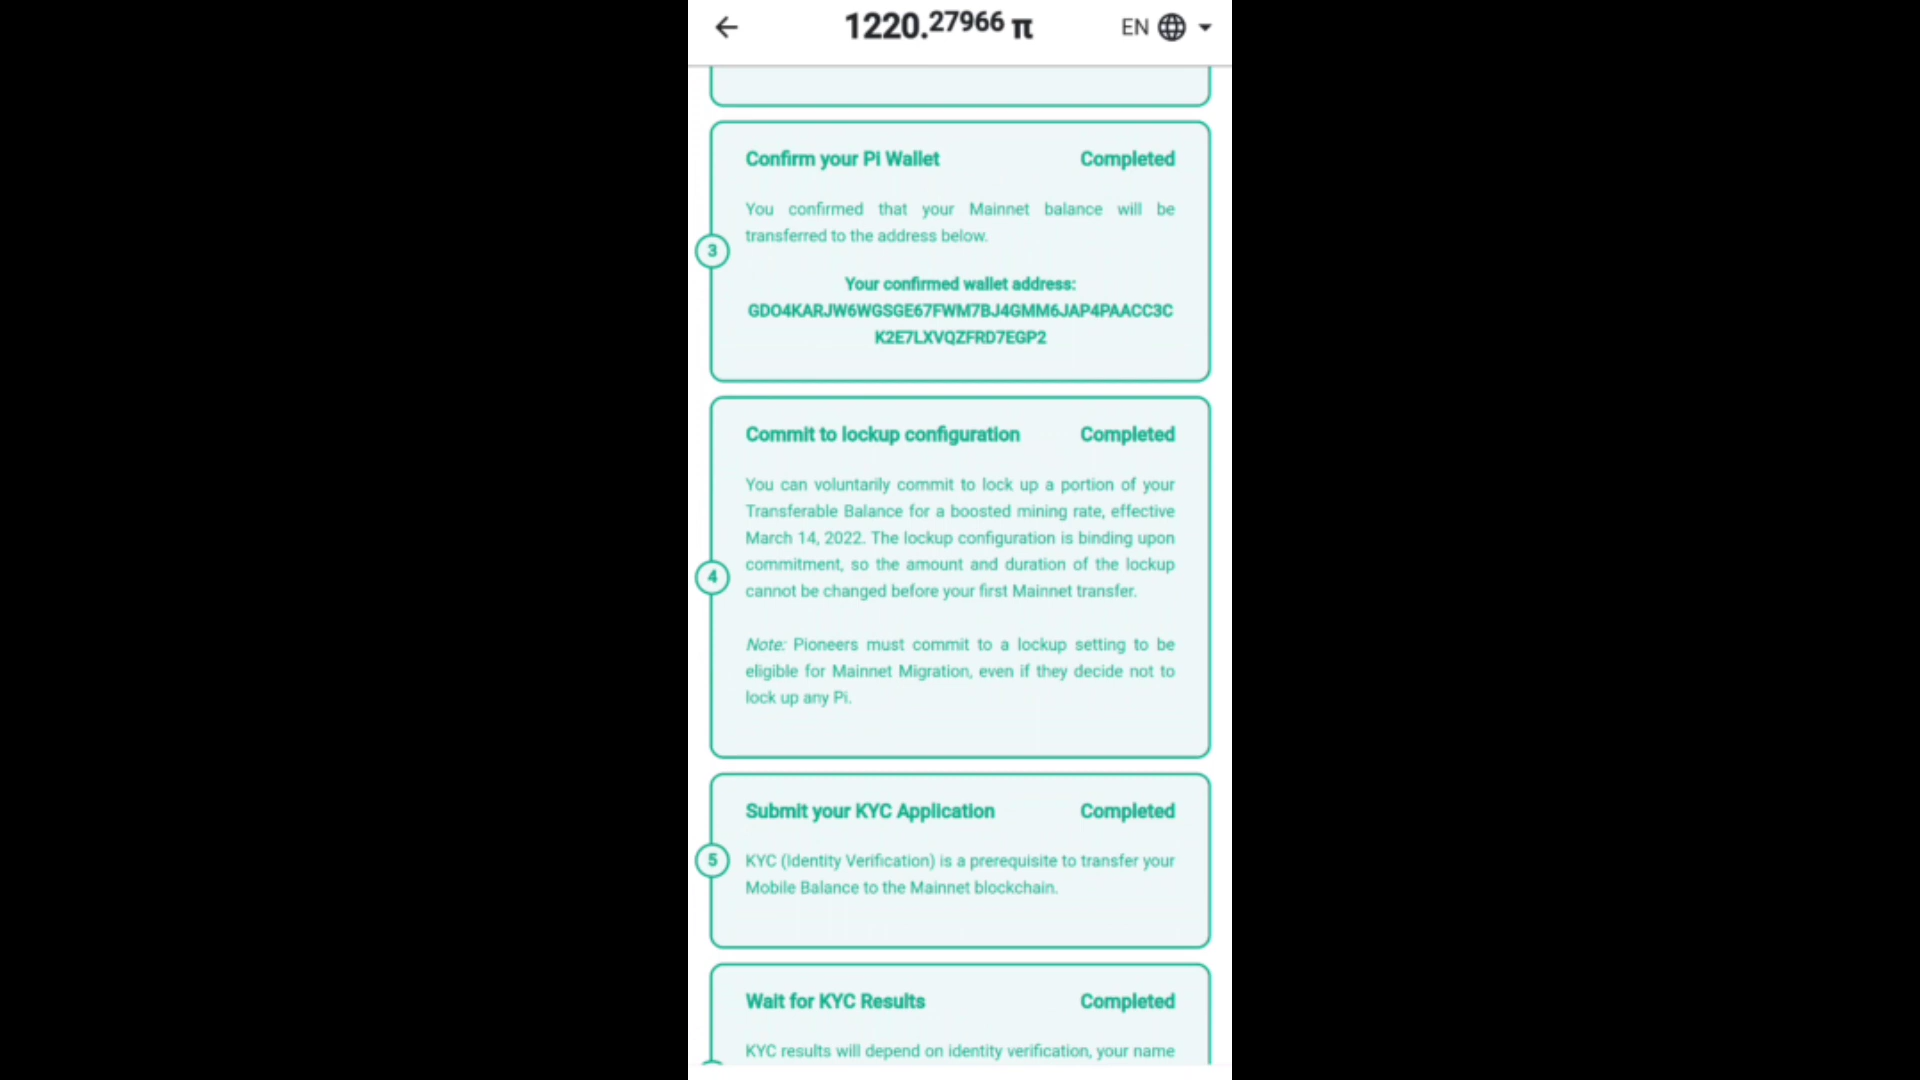 1220.27966 π EN
Confirm your Pi Wallet Completed
You confirmed that your Mainnet balance will be
transferred to the address below.
3
Your confirmed wallet address:
GDO4KARJW6WGSGE67FWM7BJ4GMM6JAP4PAACC3C
K2E7LXVQZFRD7EGP2
Commit to lockup configuration Completed
You can voluntarily commit to lock up a portion of your
Transferable Balance for a boosted mining rate, effective
March 14, 2022. The lockup configuration is binding upon
commitment, so the amount and duration of the lockup
4
cannot be changed before your first Mainnet transfer.
Note: Pioneers must commit to a lockup setting to be
eligible for Mainnet Migration, even if they decide not to
lock up any Pi.
Submit your KYC Application Completed
5
KYC (Identity Verification) is a prerequisite to transfer your
Mobile Balance to the Mainnet blockchain.
Wait for KYC Results Completed
KYC results will depend on identity verification, your name